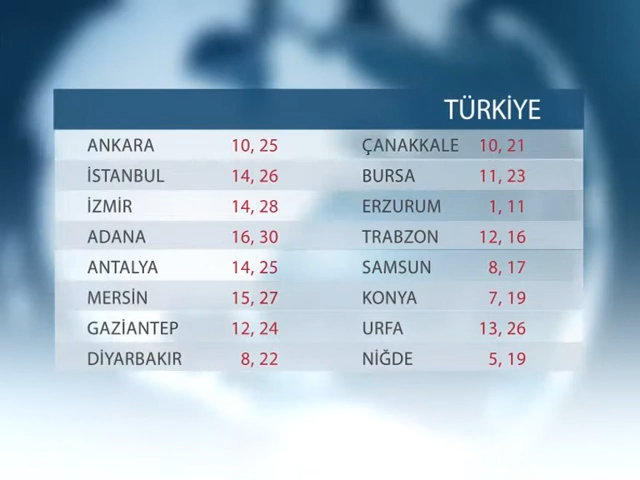 TÜRKİYE
ANKARA 10, 25 ÇANAKKALE 10, 21
İSTANBUL 14, 26 BURSA 11, 23
İZMİR 14, 28 ERZURUM 1, 11
ADANA 16, 30 TRABZON 12, 16
ANTALYA 14, 25 SAMSUN 8, 17
MERSİN 15, 27 KONYA 7, 19
GAZİANTEP 12, 24 URFA 13, 26
DİYARBAKIR 8, 22 NİĞDE 5, 19